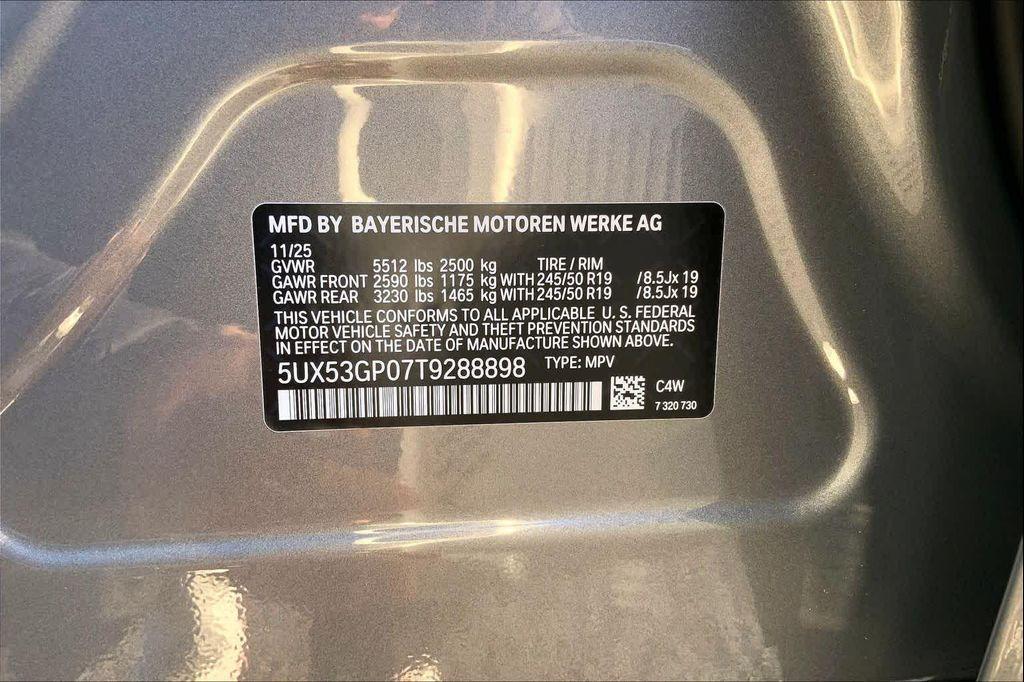 MFD BY BAYERISCHE MOTOREN WERKE AG
11/25
GVWR 5512 lbs 2500 kg TIRE / RIM
GAWR FRONT 2590 lbs 1175 kg WITH 245/50 R19 /8.5Jx 19
GAWR REAR 3230 lbs 1465 kg WITH 245/50 R19 /8.5Jx 19
THIS VEHICLE CONFORMS TO ALL APPLICABLE U. S. FEDERAL
MOTOR VEHICLE SAFETY AND THEFT PREVENTION STANDARDS
IN EFFECT ON THE DATE OF MANUFACTURE SHOWN ABOVE.
5UX53GP07T9288898 TYPE: MPV
C4W
7 320 730